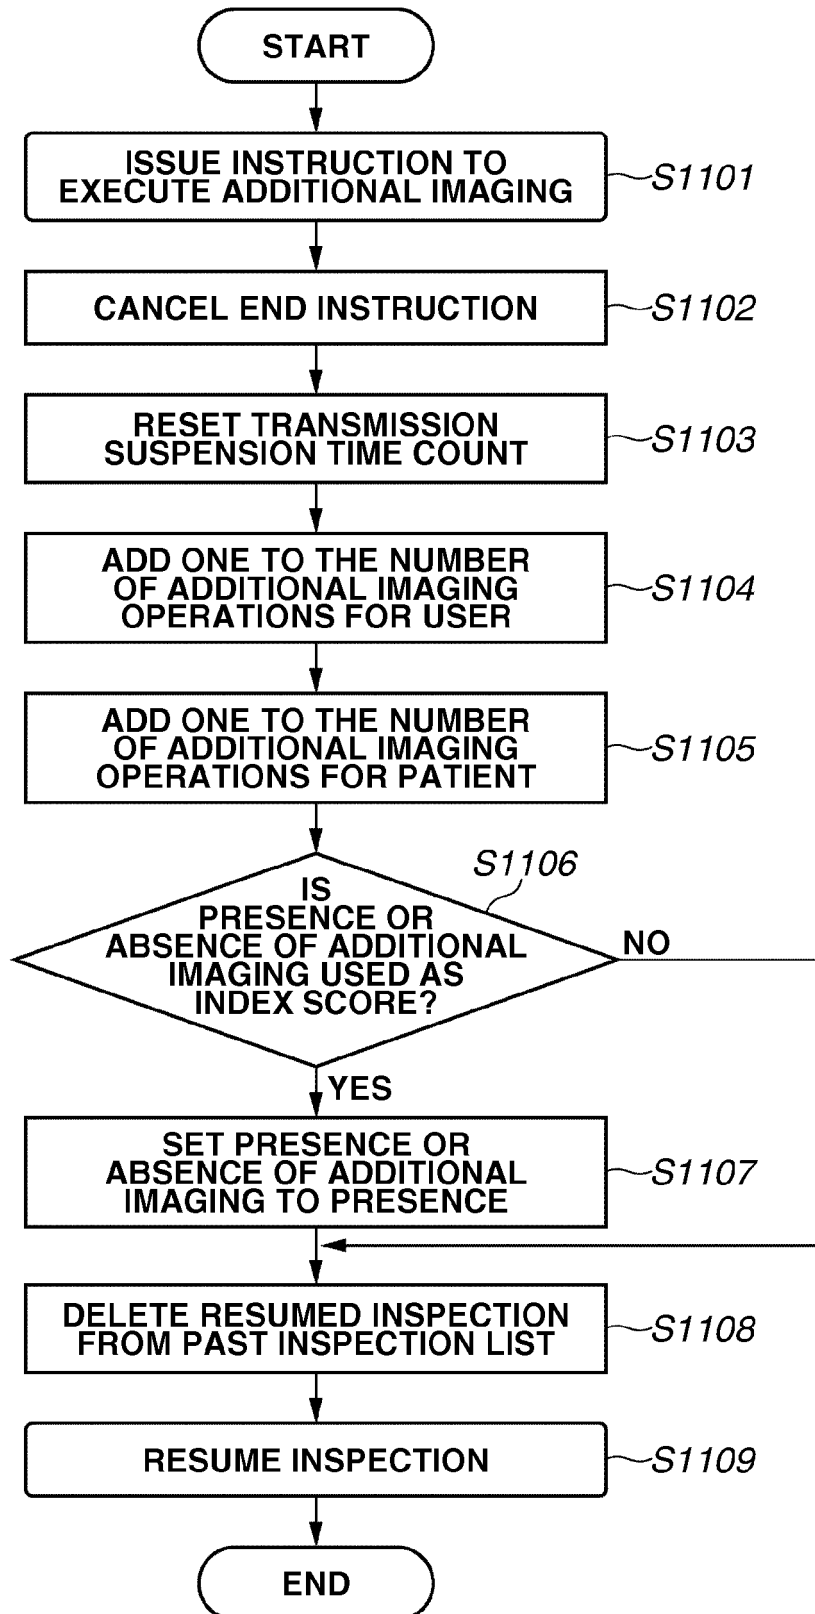 START
ISSUE INSTRUCTION TO
EXECUTE ADDITIONAL IMAGING
S1101
CANCEL END INSTRUCTION
S1102
RESET TRANSMISSION
SUSPENSION TIME COUNT
S1103
ADD ONE TO THE NUMBER
OF ADDITIONAL IMAGING
OPERATIONS FOR USER
S1104
ADD ONE TO THE NUMBER
OF ADDITIONAL IMAGING
OPERATIONS FOR PATIENT
S1105
S1106
IS
PRESENCE OR
ABSENCE OF ADDITIONAL
IMAGING USED AS
INDEX SCORE?
NO
YES
SET PRESENCE OR
ABSENCE OF ADDITIONAL
IMAGING TO PRESENCE
S1107
DELETE RESUMED INSPECTION
FROM PAST INSPECTION LIST
S1108
RESUME INSPECTION
S1109
END